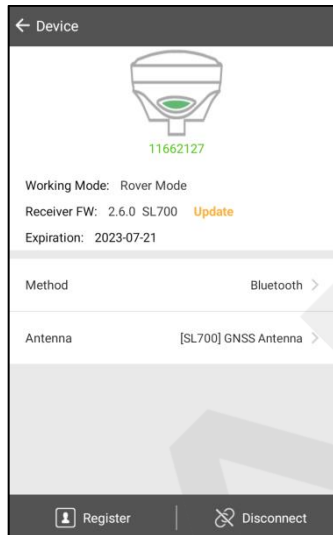 ← Device
11662127
Working Mode: Rover Mode
Receiver FW: 2.6.0 SL700 Update
Expiration: 2023-07-21
Method Bluetooth >
Antenna [SL700] GNSS Antenna >
Register Disconnect